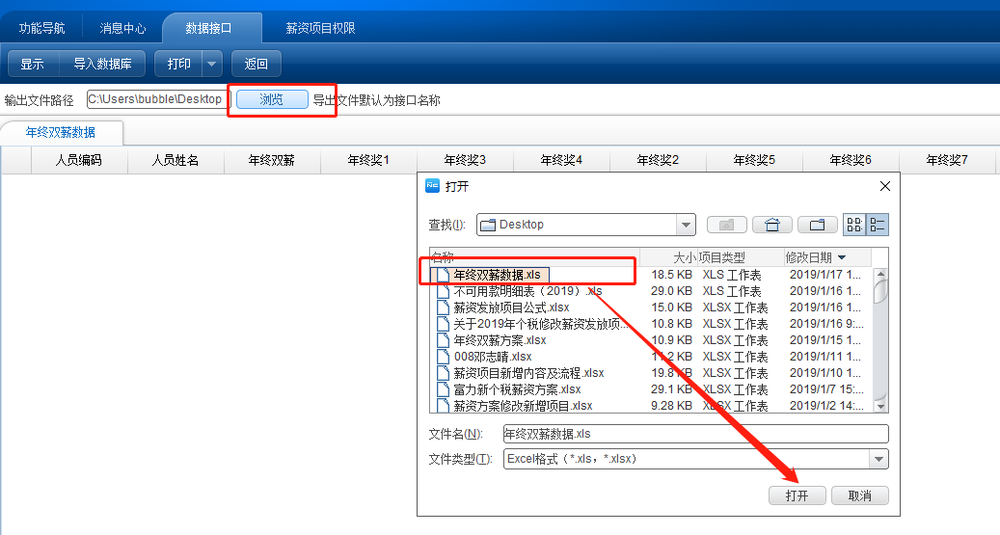 功能导航 消息中心 数据接口 薪资项目权限
显示 导入数据库 打印 返回
输出文件路径 C:\Users\bubble\Desktop 浏览 导出文件默认为接口名称
年终双薪数据
人员编码 人员姓名 年终双薪 年终奖1 年终奖3 年终奖4 年终奖2 年终奖5 年终奖6 年终奖7
NC 打开
查找(I): Desktop
名称 大小 项目类型 修改日期
年终双薪数据.xls 18.5 KB XLS 工作表 2019/1/17 1...
不可用款明细表（2019）.xls 29.0 KB XLS 工作表 2019/1/16 1...
薪资发放项目公式.xlsx 15.0 KB XLSX 工作表 2019/1/16 1...
关于2019年个税修改薪资发放项... 10.8 KB XLSX 工作表 2019/1/16 9:...
年终双薪方案.xlsx 10.9 KB XLSX 工作表 2019/1/15 1...
008邓志晴.xlsx 11.2 KB XLSX 工作表 2019/1/11 1...
薪资项目新增内容及流程.xlsx 19.8 KB XLSX 工作表 2019/1/10 1...
富力新个税薪资方案.xlsx 29.1 KB XLSX 工作表 2019/1/7 15:...
薪资方案修改新增项目.xlsx 9.28 KB XLSX 工作表 2019/1/2 14:...
文件名(N): 年终双薪数据.xls
文件类型(T): Excel格式（*.xls，*.xlsx）
打开 取消